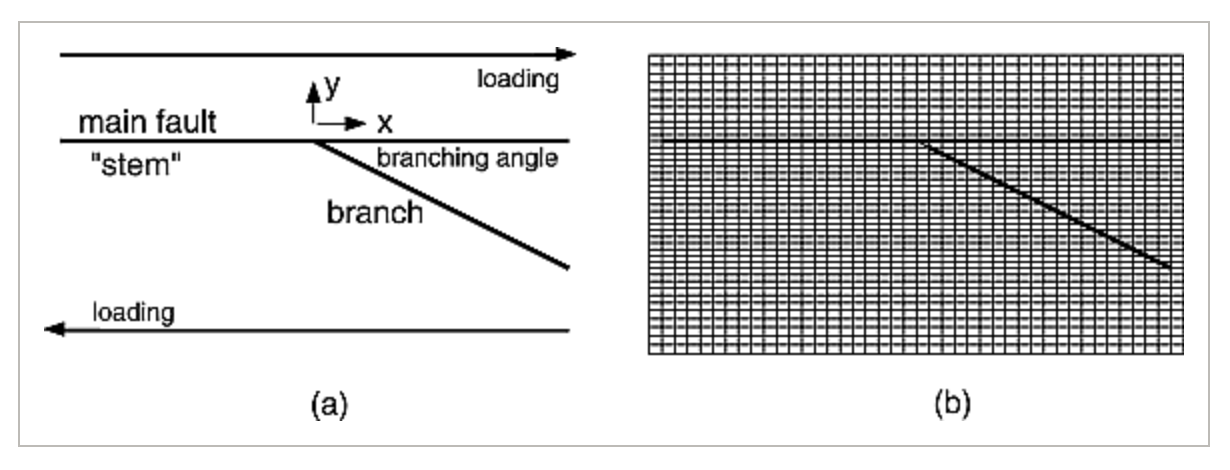 loading
y
x
main fault
"stem"
branching angle
branch
loading
(a)
(b)